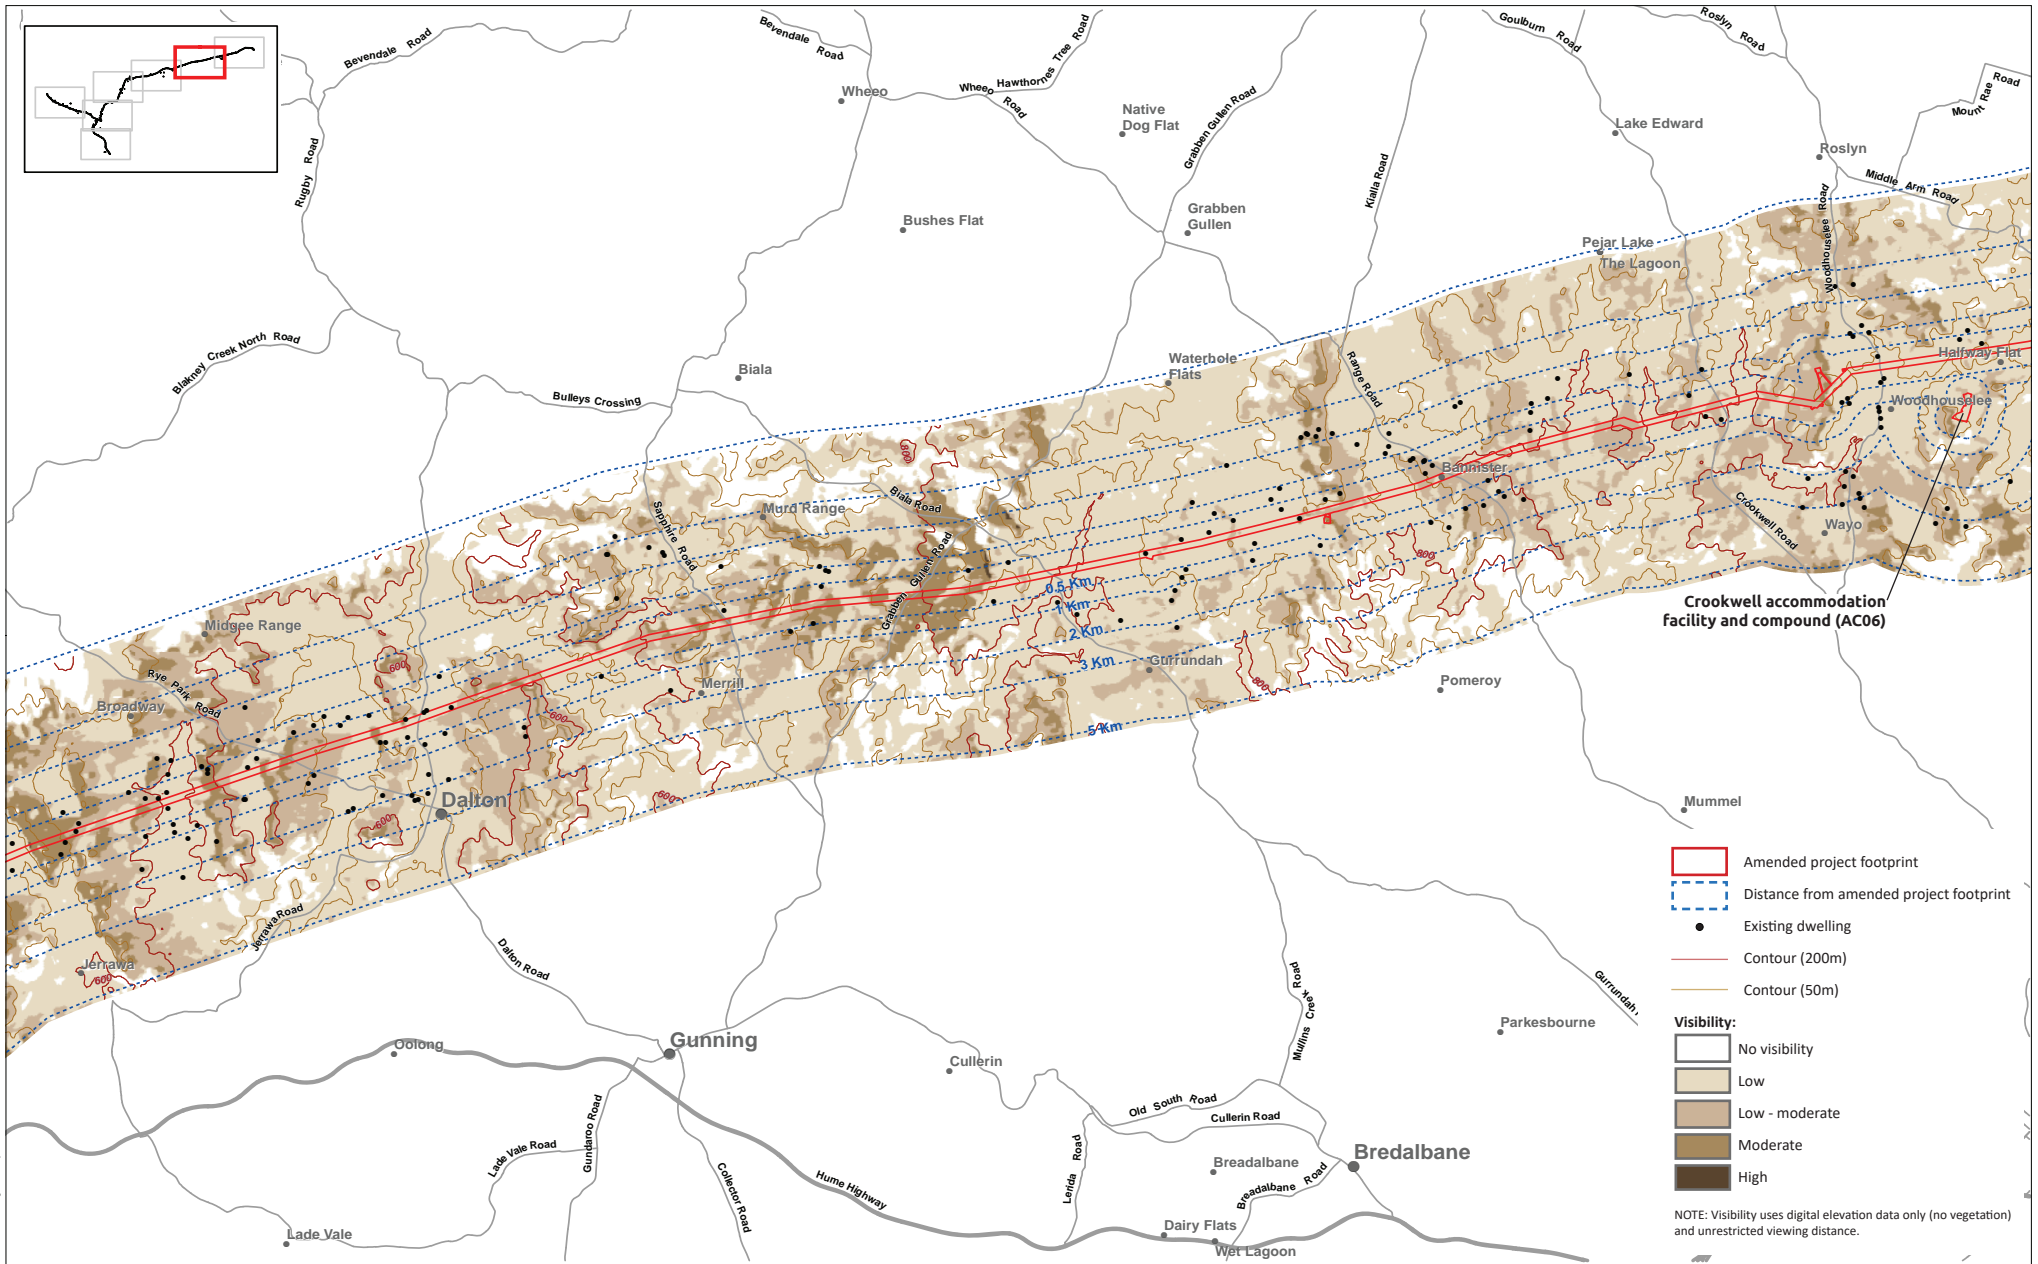 Bevendale Road
Bevendale Road
Goulburn Road
Roslyn Road
Mount Rae Road
Wheeo
Wheeo Road
Hawthornes Tree Road
Native
Dog Flat
Grabben Gullen Road
Lake Edward
Roslyn
Middle Arm Road
Rugby Road
Kialla Road
Woodhouselee Road
Bushes Flat
Grabben
Gullen
Pejar Lake
The Lagoon
Blakney Creek North Road
Biala
Bulleys Crossing
Waterhole
Flats
Range Road
Halfway Flat
Woodhouselee
800
Biala Road
Bannister
Sapphire Road
Murd Range
Crookwell Road
Wayo
Grabben Gullen Road
800
0.5 Km
1 Km
2 Km
3 Km
5 Km
Crookwell accommodation
facility and compound (AC06)
Midgee Range
600
Rye Park Road
Broadway
Merrill
Gurrundah
800
Pomeroy
600
Dalton
600
600
Mummel
Jerrawa Road
Jerrawa
600
Dalton Road
Mullins Creek Road
Gurrundah
Parkesbourne
Oolong
Gunning
Cullerin
Old South Road
Cullerin Road
Gundaroo Road
Lade Vale Road
Collector Road
Hume Highway
Lerida Road
Breadalbane
Breadalbane Road
Bredalbane
Lade Vale
Dairy Flats
Wet Lagoon
Amended project footprint
Distance from amended project footprint
Existing dwelling
Contour (200m)
Contour (50m)
Visibility:
No visibility
Low
Low - moderate
Moderate
High
NOTE: Visibility uses digital elevation data only (no vegetation)
and unrestricted viewing distance.